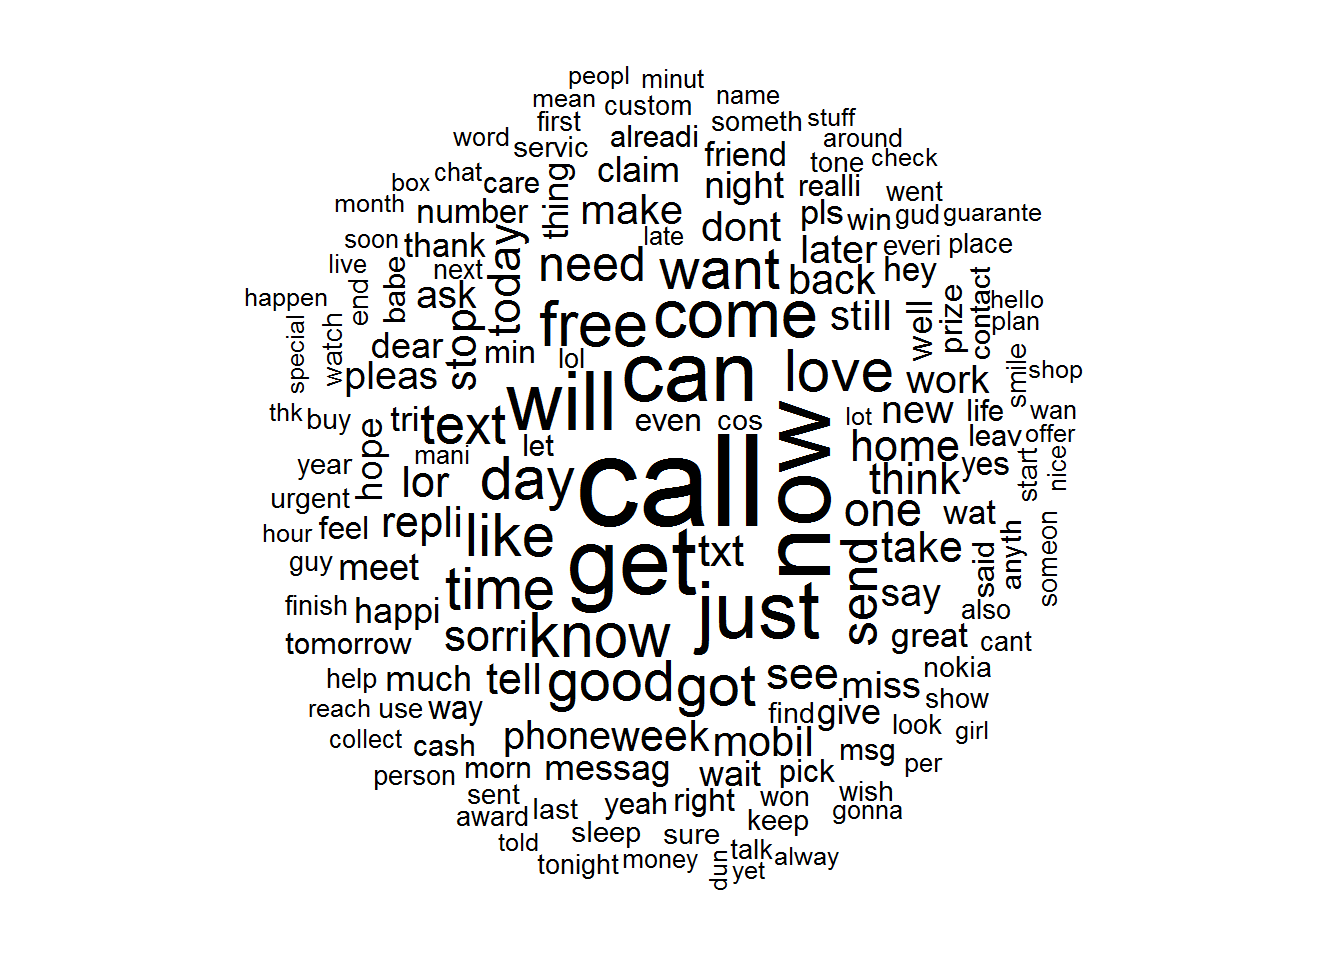 peopl minut
mean custom name
first alreadi someth stuff
word servic friend around
box chat care thing claim night tone check
realli went
month number make dont pls win gud guarante
soon thank late later everi place
live next today need want back hey
happen end babe ask free come still well prize contact hello
special watch dear stop min lol can plan
pleas will love work smile shop
thk buy tri text even cos now lot new life wan
hope mani let call home leav offer
year lor day think yes start nice
urgent repli like txt one wat
hour feel get send take said anyth someon
guy meet time just say
finish happi know also
tomorrow sorri great cant
help much tell good got see miss nokia
reach use way find give show
collect cash phone week mobil look girl
person morn messag wait pick msg per
sent yeah right won wish
award last keep gonna
told sleep sure
tonight money dun talk alway
yet